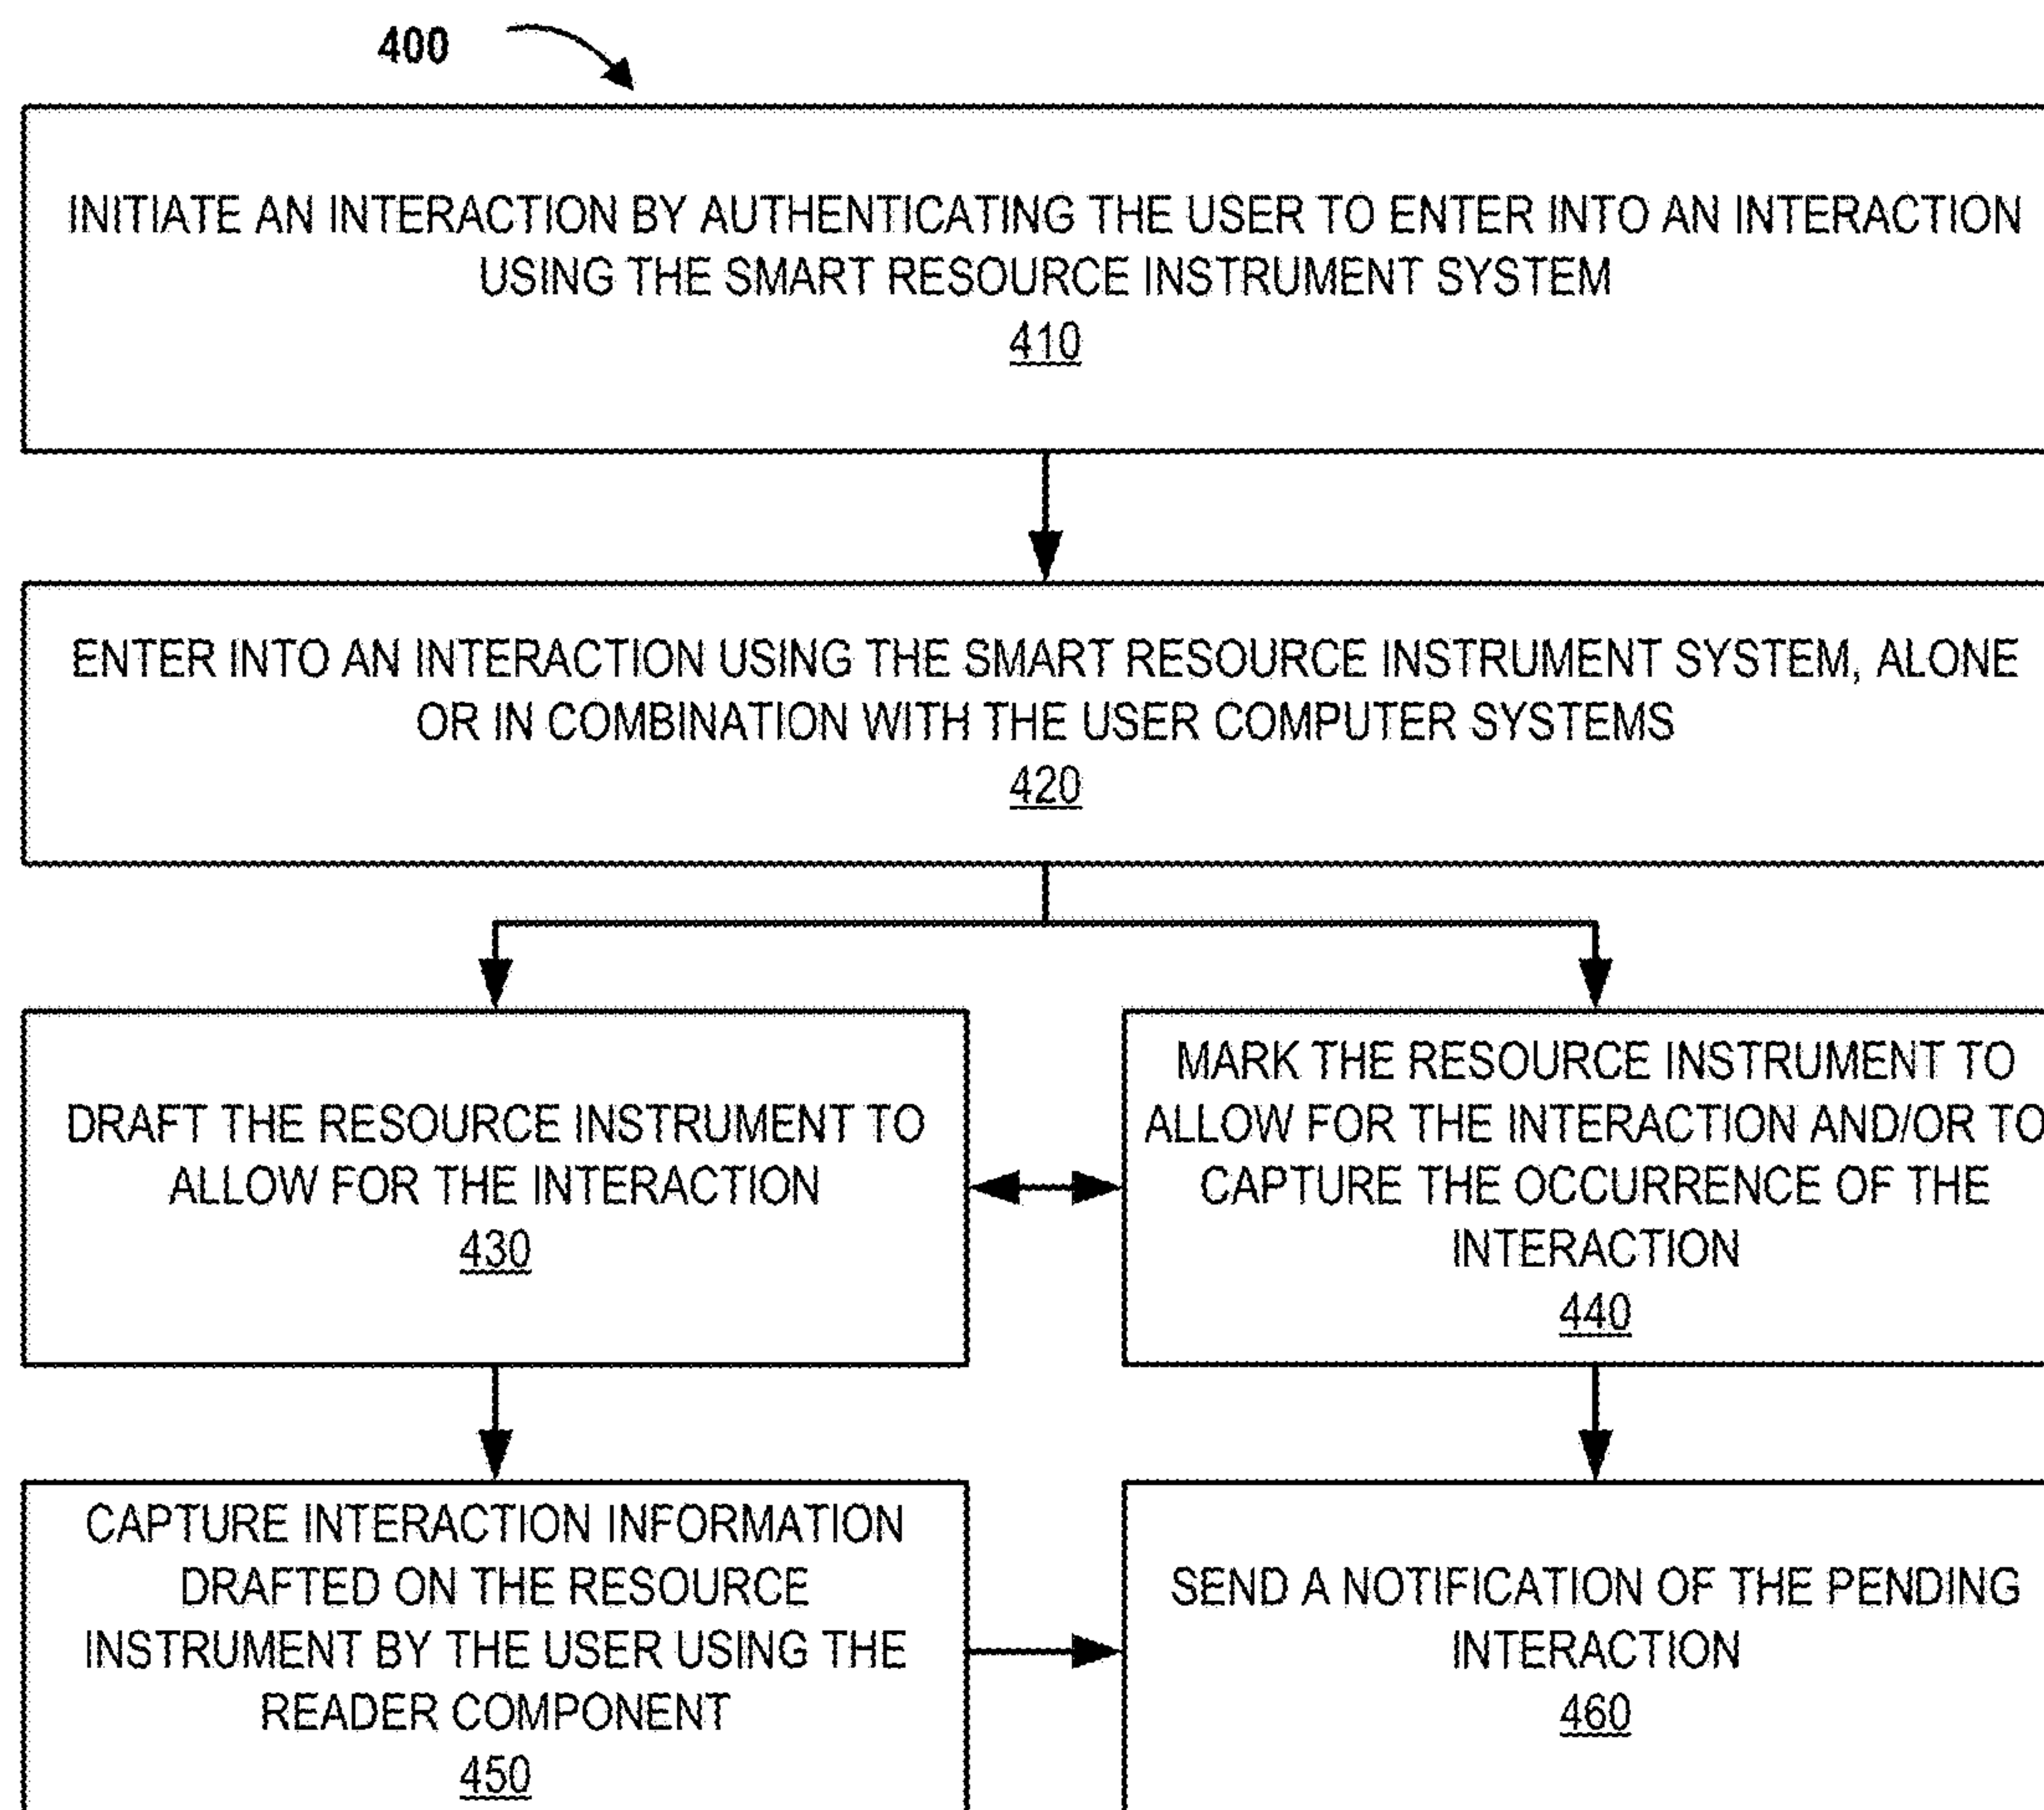 400
INITIATE AN INTERACTION BY AUTHENTICATING THE USER TO ENTER INTO AN INTERACTION
USING THE SMART RESOURCE INSTRUMENT SYSTEM
410
ENTER INTO AN INTERACTION USING THE SMART RESOURCE INSTRUMENT SYSTEM, ALONE
OR IN COMBINATION WITH THE USER COMPUTER SYSTEMS
420
DRAFT THE RESOURCE INSTRUMENT TO
ALLOW FOR THE INTERACTION
430
MARK THE RESOURCE INSTRUMENT TO
ALLOW FOR THE INTERACTION AND/OR TO
CAPTURE THE OCCURRENCE OF THE
INTERACTION
440
CAPTURE INTERACTION INFORMATION
DRAFTED ON THE RESOURCE
INSTRUMENT BY THE USER USING THE
READER COMPONENT
450
SEND A NOTIFICATION OF THE PENDING
INTERACTION
460